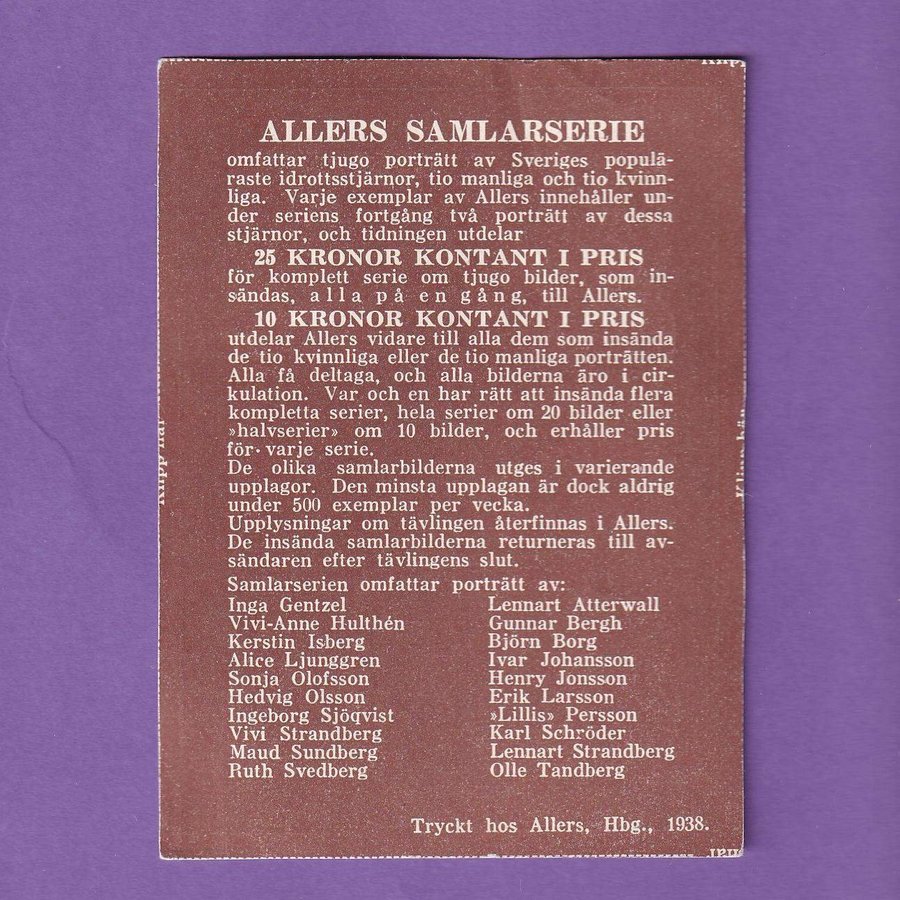 ALLERS SAMLARSERIE
omfattar tjugo porträtt av Sveriges populä-
raste idrottsstjärnor, tio manliga och tio kvinn-
liga. Varje exemplar av Allers innehåller un-
der seriens fortgång två porträtt av dessa
stjärnor, och tidningen utdelar
25 KRONOR KONTANT I PRIS
för komplett serie om tjugo bilder, som in-
sändas, alla på en gång, till Allers.
10 KRONOR KONTANT I PRIS
utdelar Allers vidare till alla dem som insända
de tio kvinnliga eller de tio manliga porträtten.
Alla få deltaga, och alla bilderna äro i cir-
kulation. Var och en har rätt att insända flera
kompletta serier, hela serier om 20 bilder eller
»halvserier» om 10 bilder, och erhåller pris
för varje serie.
De olika samlarbilderna utges i varierande
upplagor. Den minsta upplagan är dock aldrig
under 500 exemplar per vecka.
Upplysningar om tävlingen återfinnas i Allers.
De insända samlarbilderna returneras till av-
sändaren efter tävlingens slut.
Samlarserien omfattar porträtt av:
Inga Gentzel
Vivi-Anne Hulthén
Kerstin Isberg
Alice Ljunggren
Sonja Olofsson
Hedvig Olsson
Ingeborg Sjöqvist
Vivi Strandberg
Maud Sundberg
Ruth Svedberg
Lennart Atterwall
Gunnar Bergh
Björn Borg
Ivar Johansson
Henry Jonsson
Erik Larsson
»Lillis» Persson
Karl Schröder
Lennart Strandberg
Olle Tandberg
Tryckt hos Allers, Hbg., 1938.